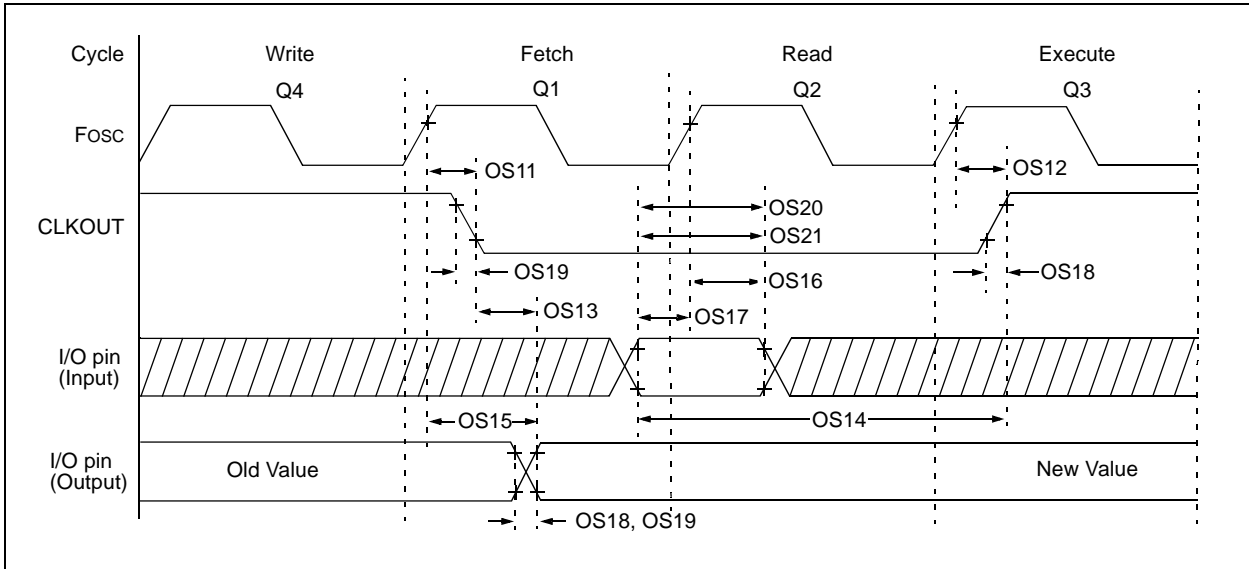 Cycle Write Fetch Read Execute
Q4 Q1 Q2 Q3
FOSC
OS11 OS12
OS20
CLKOUT
OS21
OS19 OS16 OS18
OS13 OS17
I/O pin
(Input)
OS15 OS14
I/O pin
(Output)
Old Value New Value
OS18, OS19